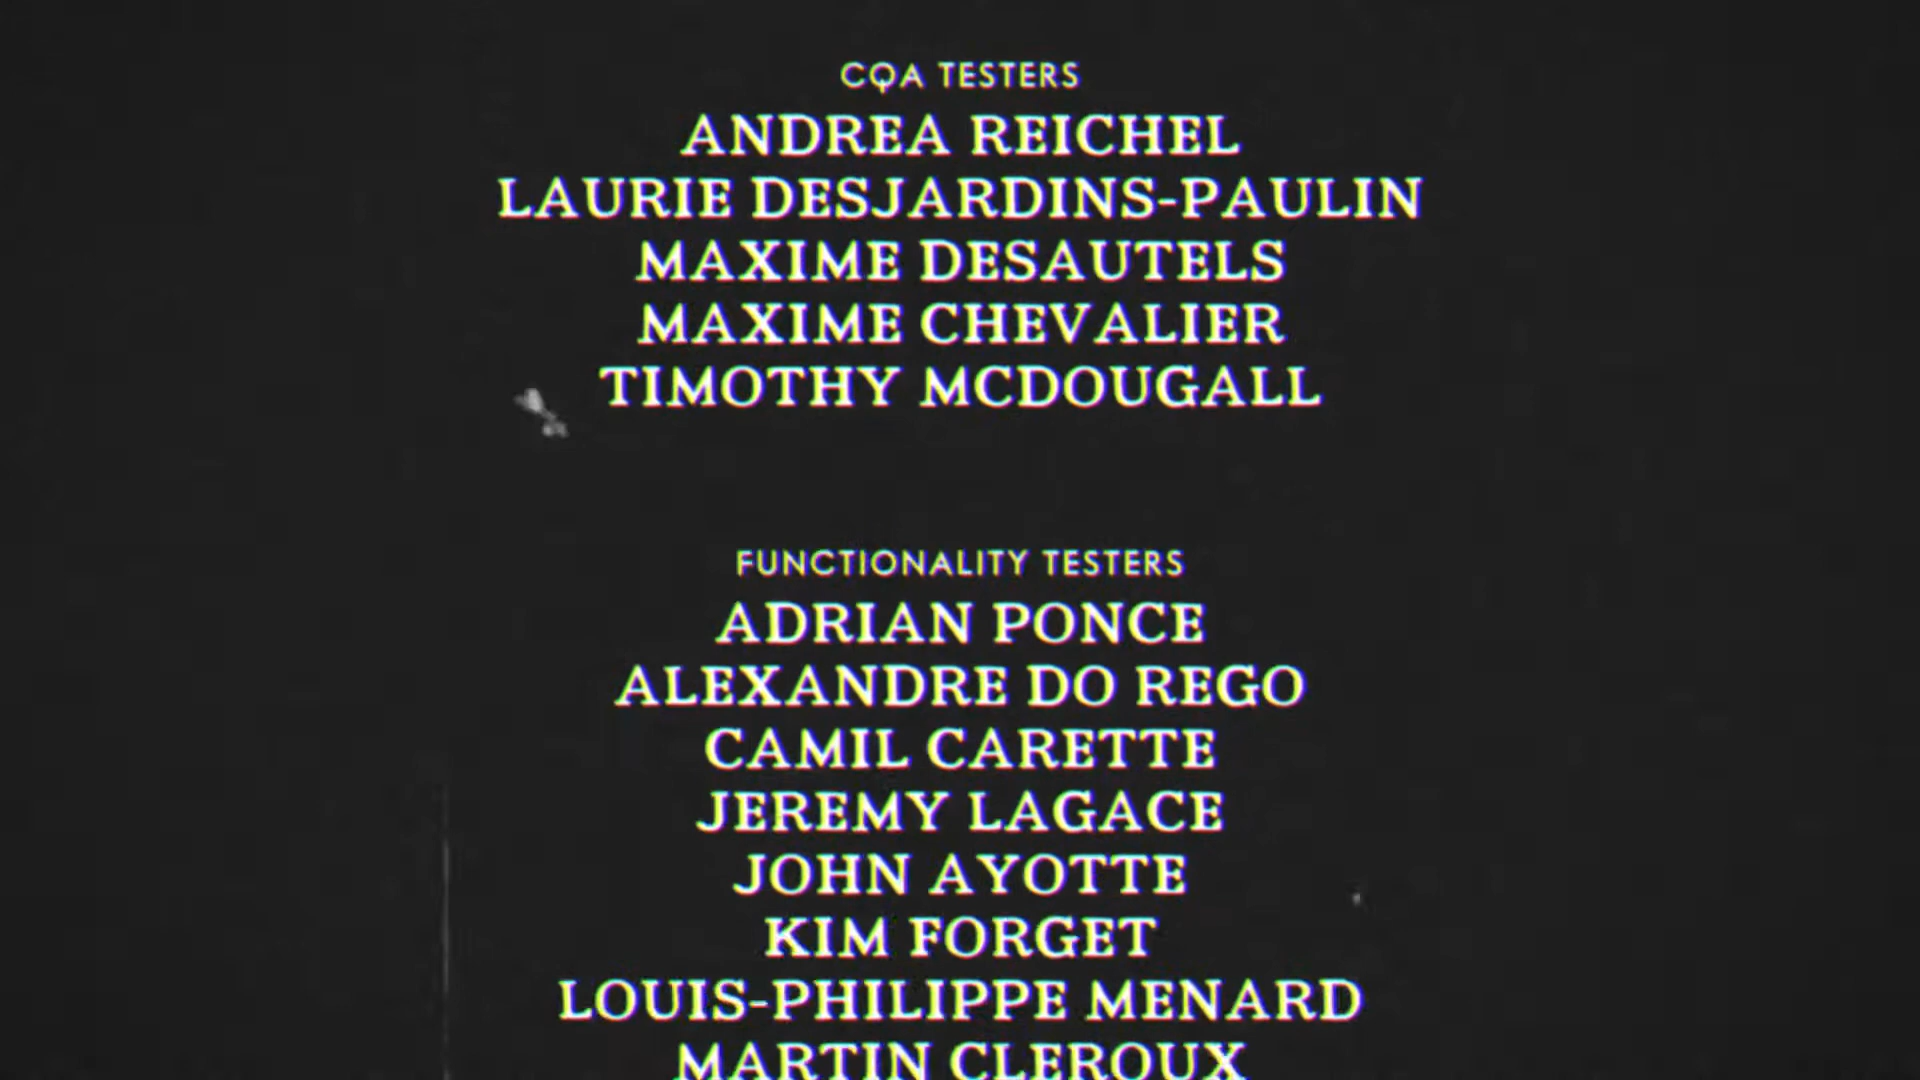 CQA TESTERS
ANDREA REICHEL
LAURIE DESJARDINS-PAULIN
MAXIME DESAUTELS
MAXIME CHEVALIER
TIMOTHY MCDOUGALL
FUNCTIONALITY TESTERS
ADRIAN PONCE
ALEXANDRE DO REGO
CAMIL CARETTE
JEREMY LAGACE
JOHN AYOTTE
KIM FORGET
LOUIS-PHILIPPE MENARD
MARTIN CLEROUX